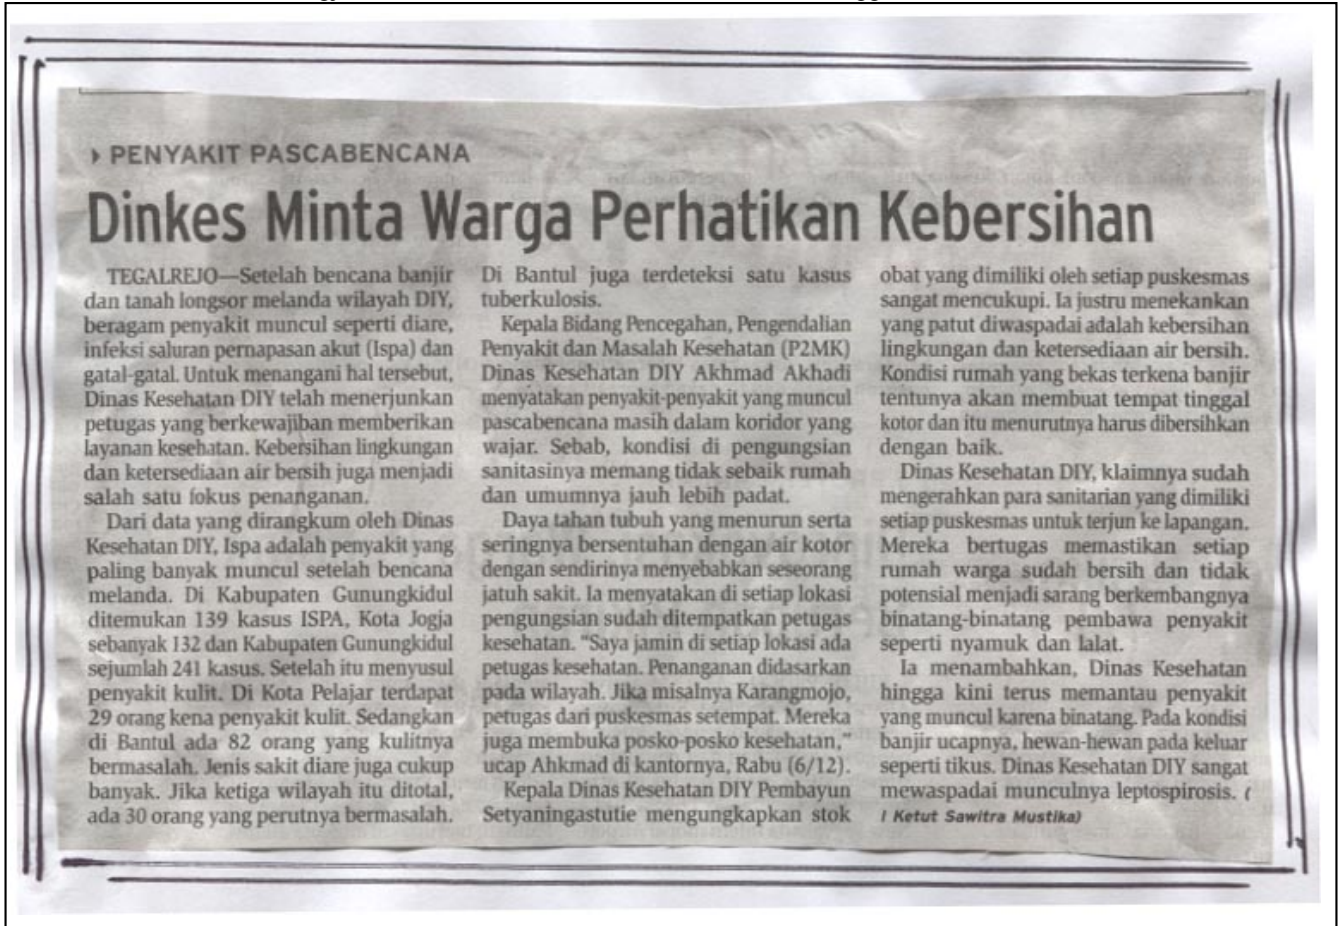 PENYAKIT PASCABENCANA
Dinkes Minta Warga Perhatikan Kebersihan
TEGALREJO—Setelah bencana banjir
dan tanah longsor melanda wilayah DIY,
beragam penyakit muncul seperti diare,
infeksi saluran pernapasan akut (Ispa) dan
gatal-gatal. Untuk menangani hal tersebut,
Dinas Kesehatan DIY telah menerjunkan
petugas yang berkewajiban memberikan
layanan kesehatan. Kebersihan lingkungan
dan ketersediaan air bersih juga menjadi
salah satu fokus penanganan.
Dari data yang dirangkum oleh Dinas
Kesehatan DIY, Ispa adalah penyakit yang
paling banyak muncul setelah bencana
melanda. Di Kabupaten Gunungkidul
ditemukan 139 kasus ISPA, Kota Jogja
sebanyak 132 dan Kabupaten Gunungkidul
sejumlah 241 kasus. Setelah itu menyusul
penyakit kulit. Di Kota Pelajar terdapat
29 orang kena penyakit kulit. Sedangkan
di Bantul ada 82 orang yang kulitnya
bermasalah. Jenis sakit diare juga cukup
banyak. Jika ketiga wilayah itu ditotal,
ada 30 orang yang perutnya bermasalah.
Di Bantul juga terdeteksi satu kasus
tuberkulosis.
Kepala Bidang Pencegahan, Pengendalian
Penyakit dan Masalah Kesehatan (P2MK)
Dinas Kesehatan DIY Akhmad Akhadi
menyatakan penyakit-penyakit yang muncul
pascabencana masih dalam koridor yang
wajar. Sebab, kondisi di pengungsian
sanitasinya memang tidak sebaik rumah
dan umumnya jauh lebih padat.
Daya tahan tubuh yang menurun serta
seringnya bersentuhan dengan air kotor
dengan sendirinya menyebabkan seseorang
jatuh sakit. Ia menyatakan di setiap lokasi
pengungsian sudah ditempatkan petugas
kesehatan. "Saya jamin di setiap lokasi ada
petugas kesehatan. Penanganan didasarkan
pada wilayah. Jika misalnya Karangmojo,
petugas dari puskesmas setempat. Mereka
juga membuka posko-posko kesehatan,"
ucap Ahkmad di kantornya, Rabu (6/12).
Kepala Dinas Kesehatan DIY Pembayun
Setyaningastutie mengungkapkan stok
obat yang dimiliki oleh setiap puskesmas
sangat mencukupi. Ia justru menekankan
yang patut diwaspadai adalah kebersihan
lingkungan dan ketersediaan air bersih.
Kondisi rumah yang bekas terkena banjir
tentunya akan membuat tempat tinggal
kotor dan itu menurutnya harus dibersihkan
dengan baik.
Dinas Kesehatan DIY, klaimnya sudah
mengerahkan para sanitarian yang dimiliki
setiap puskesmas untuk terjun ke lapangan.
Mereka bertugas memastikan setiap
rumah warga sudah bersih dan tidak
potensial menjadi sarang berkembangnya
binatang-binatang pembawa penyakit
seperti nyamuk dan lalat.
Ia menambahkan, Dinas Kesehatan
hingga kini terus memantau penyakit
yang muncul karena binatang. Pada kondisi
banjir ucapnya, hewan-hewan pada keluar
seperti tikus. Dinas Kesehatan DIY sangat
mewaspadai munculnya leptospirosis. (
I Ketut Sawitra Mustika)